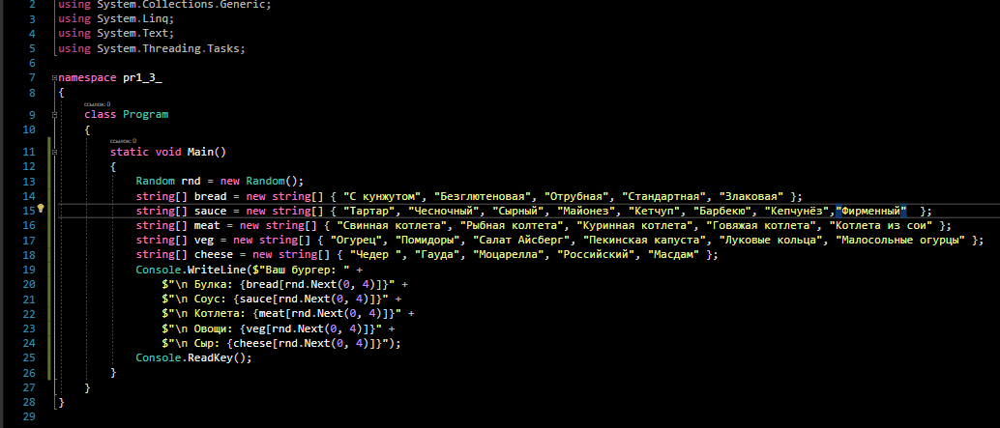 2 using System.Collections.Generic;
3 using System.Linq;
4 using System.Text;
5 using System.Threading.Tasks;
6
7 namespace pr1_3_
8 {
ссылок: 0
9 class Program
10 {
ссылок: 0
11 static void Main()
12 {
13 Random rnd = new Random();
14 string[] bread = new string[] { "С кунжутом", "Безглютеновая", "Отрубная", "Стандартная", "Злаковая" };
15 string[] sauce = new string[] { "Тартар", "Чесночный", "Сырный", "Майонез", "Кетчуп", "Барбекю", "Кепчунёз","Фирменный" };
16 string[] meat = new string[] { "Свинная котлета", "Рыбная колтета", "Куринная котлета", "Говяжая котлета", "Котлета из сои" };
17 string[] veg = new string[] { "Огурец", "Помидоры", "Салат Айсберг", "Пекинская капуста", "Луковые кольца", "Малосольные огурцы" };
18 string[] cheese = new string[] { "Чедер ", "Гауда", "Моцарелла", "Российский", "Масдам" };
19 Console.WriteLine($"Ваш бургер: " +
20 $"\n Булка: {bread[rnd.Next(0, 4)]}" +
21 $"\n Соус: {sauce[rnd.Next(0, 4)]}" +
22 $"\n Котлета: {meat[rnd.Next(0, 4)]}" +
23 $"\n Овощи: {veg[rnd.Next(0, 4)]}" +
24 $"\n Сыр: {cheese[rnd.Next(0, 4)]}");
25 Console.ReadKey();
26 }
27 }
28 }
29